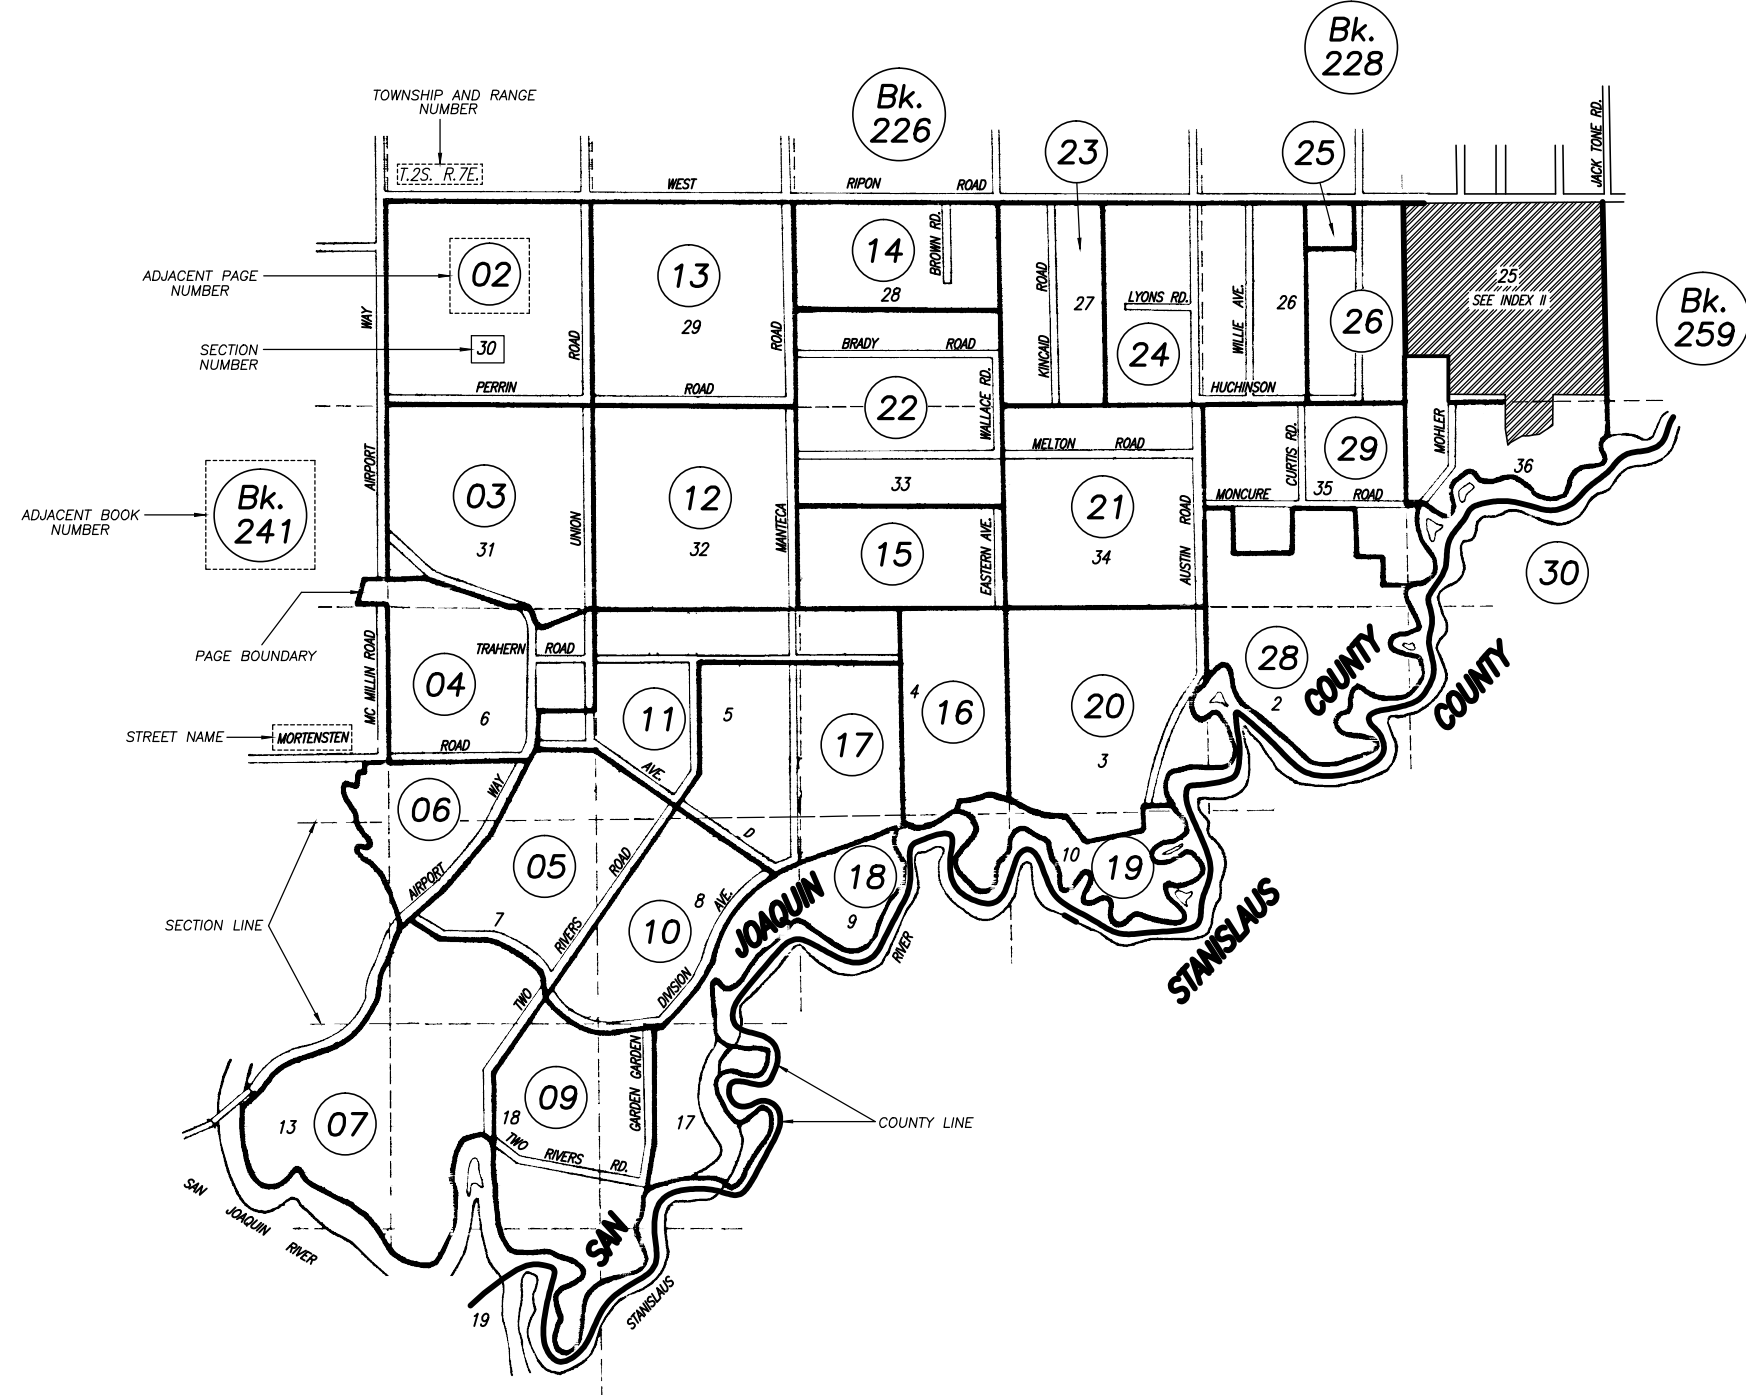 Bk.
228
Bk.
226
TOWNSHIP AND RANGE
NUMBER
T.2S. R.7E.
JACK TONE RD.
23
25
WEST RIPON ROAD
ADJACENT PAGE
NUMBER
02
13
14
BROWN RD.
28
KINCAID ROAD
27
LYONS RD.
24
WILLIE AVE.
26
26
25
SEE INDEX II
Bk.
259
WAY
29
ROAD
ROAD
SECTION
NUMBER
30
PERRIN ROAD
BRADY ROAD
WALLACE RD.
22
HUCHINSON
MELTON ROAD
CURTIS RD.
29
MOHLER
36
MONCURE 35 ROAD
ADJACENT BOOK
NUMBER
Bk.
241
AIRPORT
03
31
UNION
12
32
MANTECA
33
15
EASTERN AVE.
21
34
AUSTIN ROAD
30
PAGE BOUNDARY
MC MILLIN ROAD
TRAHERN ROAD
04
6
ROAD
STREET NAME
MORTENSTEN
11
5
17
4
16
20
3
28
2
COUNTY
COUNTY
AVE.
D
06
WAY
AIRPORT
05
7
ROAD
RIVERS
TWO
10
8
AVE.
DIVISION
JOAQUIN
18
9
RIVER
10
19
STANISLAUS
SECTION LINE
07
13
09
18
GARDEN GARDEN
17
TWO RIVERS RD.
COUNTY LINE
SAN JOAQUIN RIVER
SAN
STANISLAUS
19